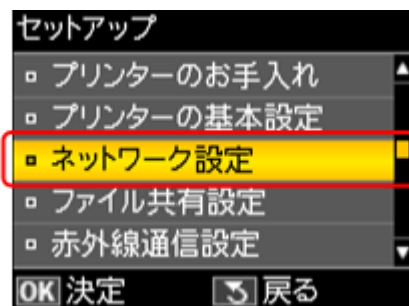 セットアップ
プリンターのお手入れ
プリンターの基本設定
ネットワーク設定
ファイル共有設定
赤外線通信設定
OK 決定 戻る